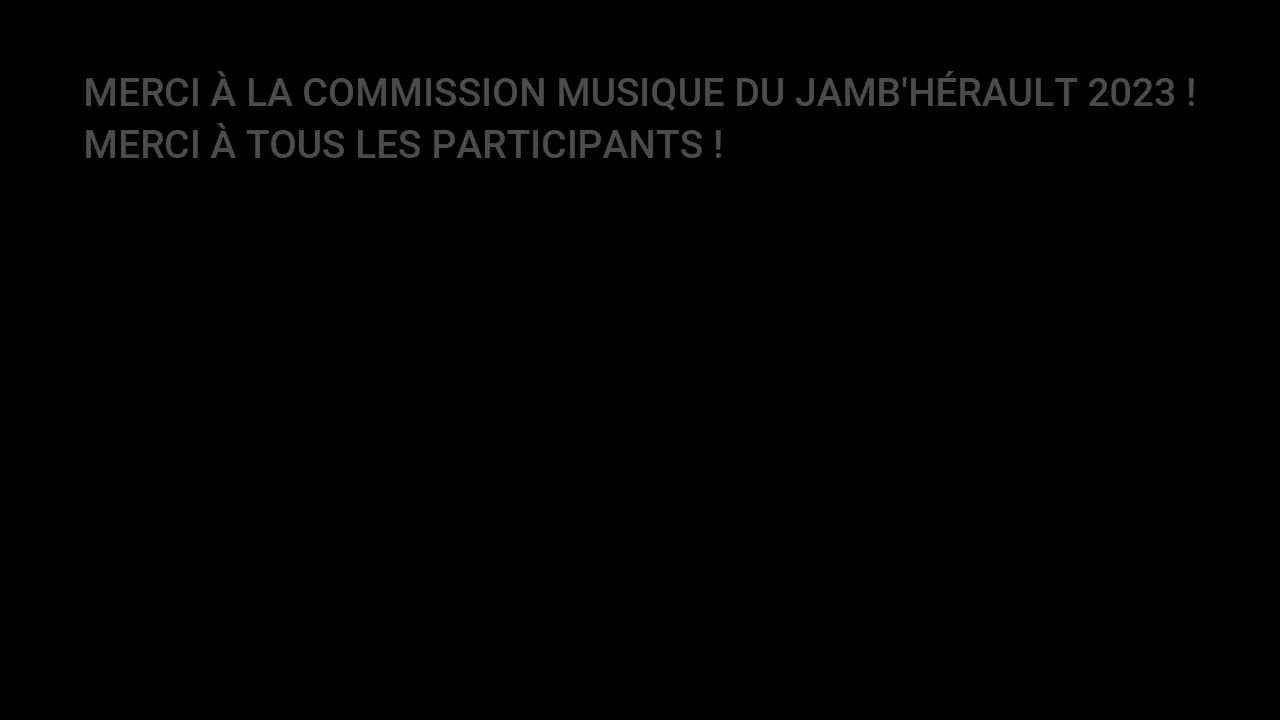 MERCI À LA COMMISSION MUSIQUE DU JAMB'HÉRAULT 2023 !
MERCI À TOUS LES PARTICIPANTS !